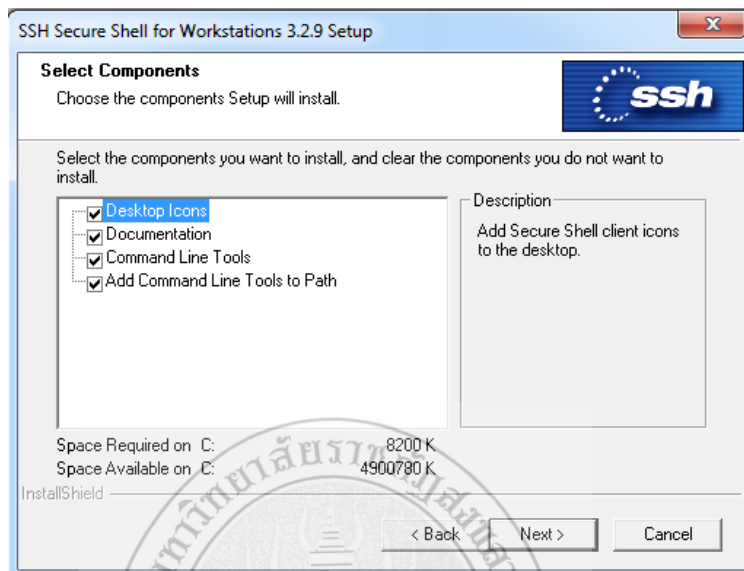 SSH Secure Shell for Workstations 3.2.9 Setup
Select Components
Choose the components Setup will install.
ssh
Select the components you want to install, and clear the components you do not want to
install.
Desktop Icons
Documentation
Command Line Tools
Add Command Line Tools to Path
Description
Add Secure Shell client icons
to the desktop.
Space Required on C: 8200 K
Space Available on C: 4900780 K
InstallShield
< Back Next > Cancel